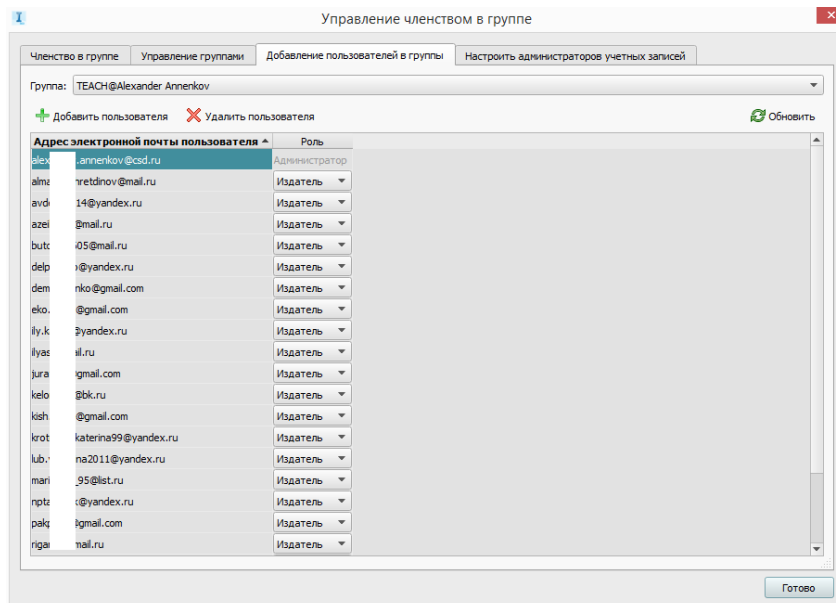 Управление членством в группе
Членство в группе Управление группами Добавление пользователей в группы Настроить администраторов учетных записей
Группа: TEACH@Alexander Annenkov
Добавить пользователя Удалить пользователя Обновить
Адрес электронной почты пользователя Роль
alex .annenkov@csd.ru Администратор
alma nretdinov@mail.ru Издатель
avd 14@yandex.ru Издатель
azei @mail.ru Издатель
buto 05@mail.ru Издатель
delp o@yandex.ru Издатель
dem nko@gmail.com Издатель
eko. @gmail.com Издатель
ily.k @yandex.ru Издатель
ilyas ail.ru Издатель
jura gmail.com Издатель
kelo @bk.ru Издатель
kish @gmail.com Издатель
krot katerina99@yandex.ru Издатель
lub. na2011@yandex.ru Издатель
mari _95@list.ru Издатель
npta k@yandex.ru Издатель
pakp gmail.com Издатель
riga mail.ru Издатель
Готово